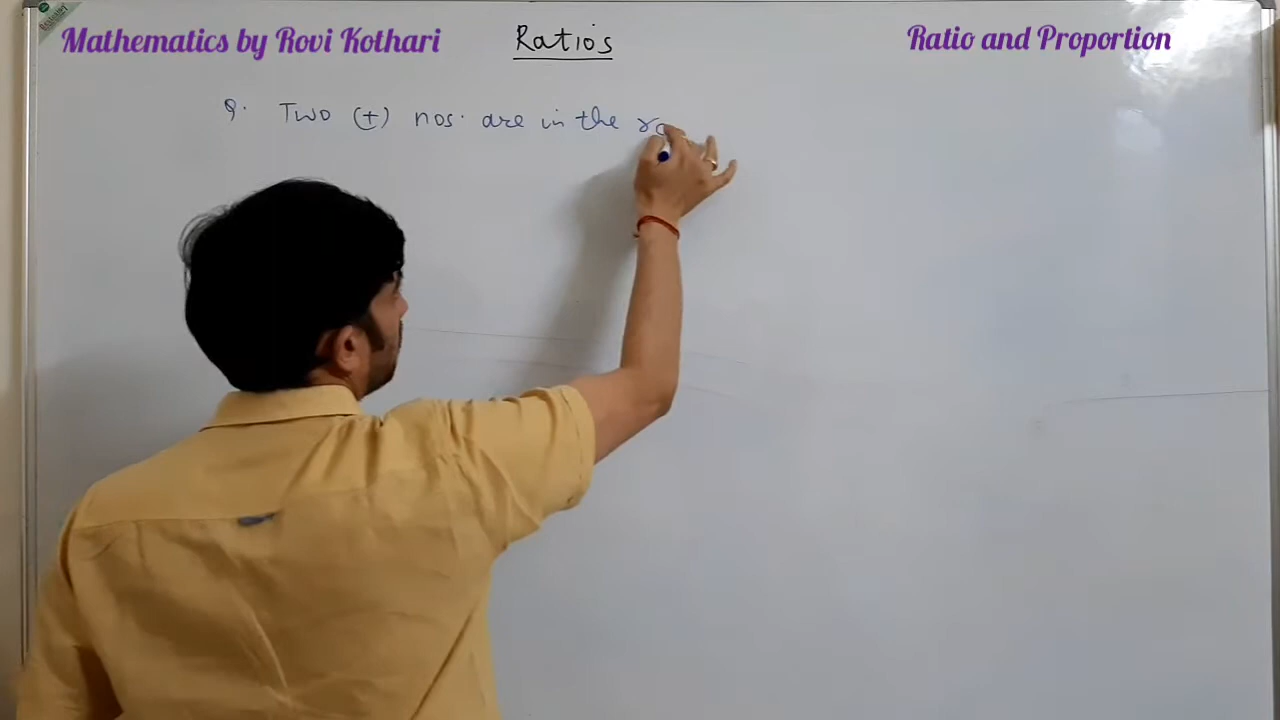 Mathematics by Rovi Kothari
Ratios
Ratio and Proportion
Q. Two (+) nos. are in the